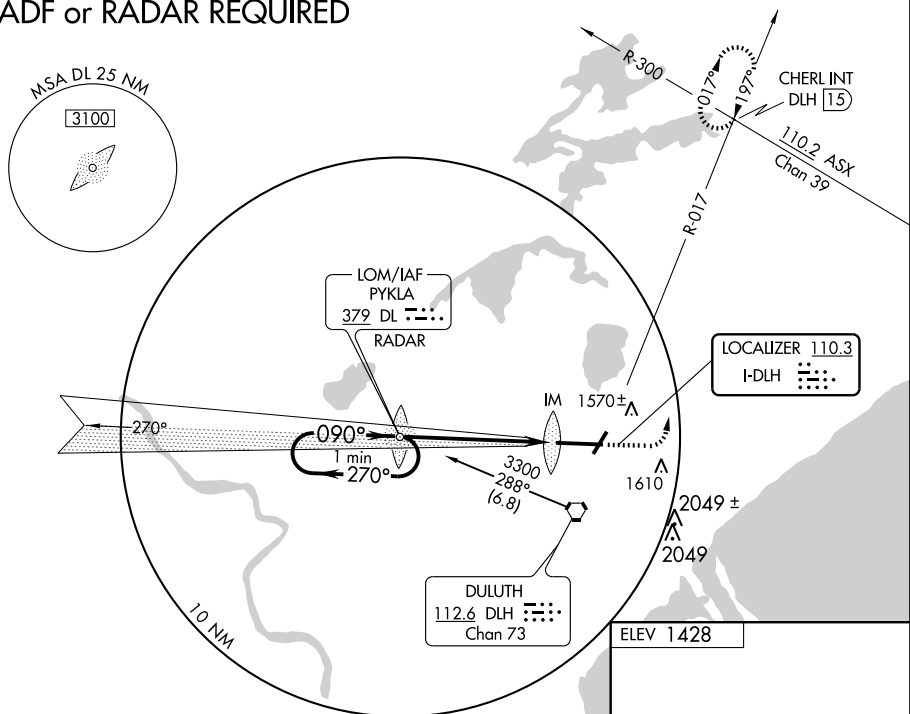 ADF or RADAR REQUIRED
MSA DL 25 NM
3100
R-300
017°
197°
CHERL INT
DLH 15
110.2 ASX
Chan 39
R-017
LOM/IAF
PYKLA
379 DL
RADAR
LOCALIZER 110.3
I-DLH
IM
1570±
270°
090°
1 min
270°
3300
288°
(6.8)
1610
2049 ±
2049
DULUTH
112.6 DLH
Chan 73
10 NM
ELEV 1428